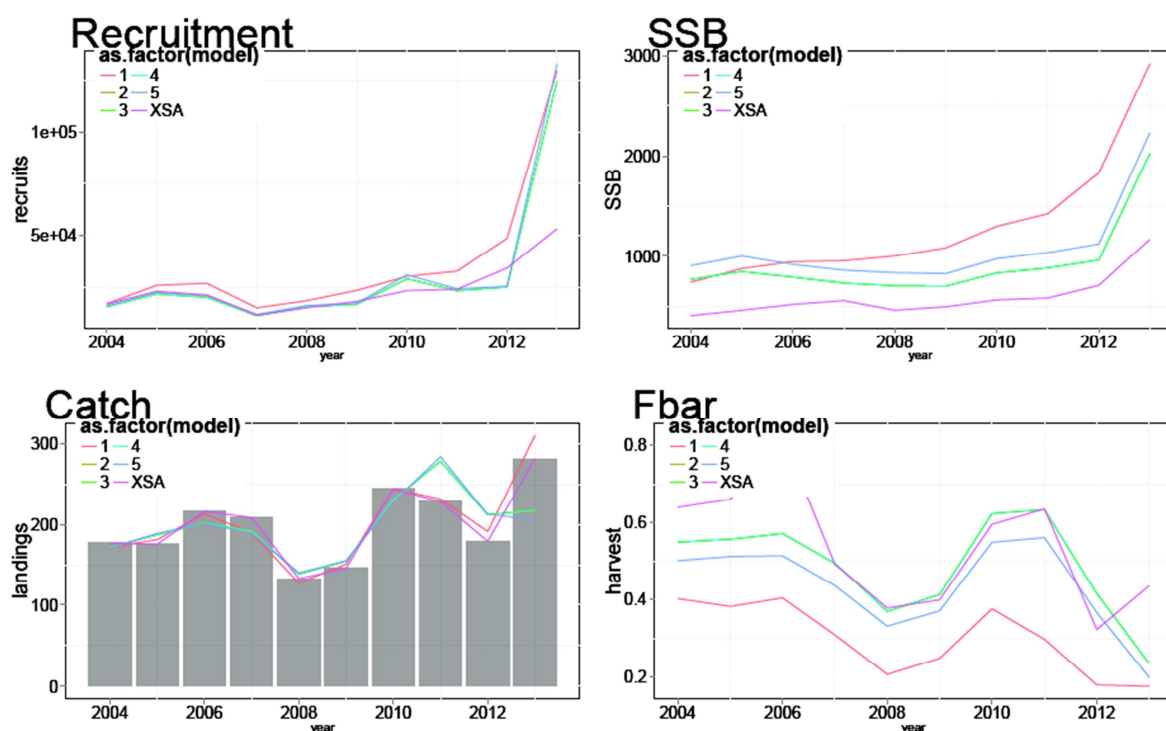 Recruitment
as.factor(model)
1 4
2 5
3 XSA
1e+05
5e+04
recruits
2004 2006 2008 2010 2012
year
SSB
as.factor(model)
1 4
2 5
3 XSA
3000
2000
1000
SSB
2004 2006 2008 2010 2012
year
Catch
as.factor(model)
1 4
2 5
3 XSA
300
200
100
0
landings
2004 2006 2008 2010 2012
year
Fbar
as.factor(model)
1 4
2 5
3 XSA
0.8
0.6
0.4
0.2
harvest
2004 2006 2008 2010 2012
year